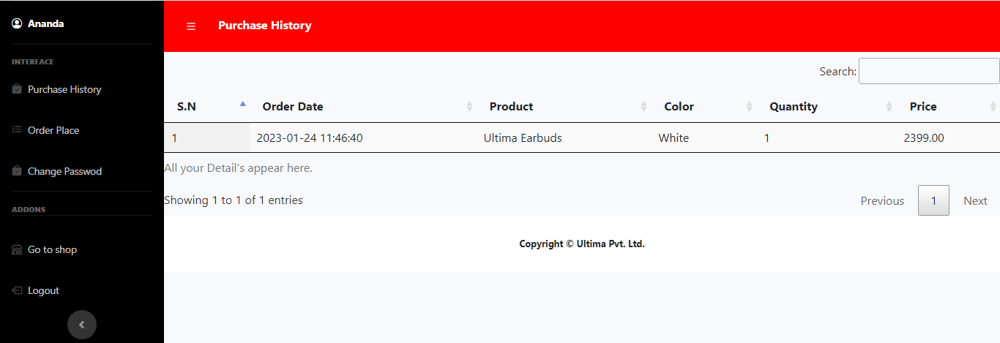 Ananda
INTERFACE
Purchase History
Order Place
Change Passwod
ADDONS
Go to shop
Logout
Purchase History
Search:
S.N Order Date Product Color Quantity Price
1 2023-01-24 11:46:40 Ultima Earbuds White 1 2399.00
All your Detail's appear here.
Showing 1 to 1 of 1 entries
Previous 1 Next
Copyright © Ultima Pvt. Ltd.